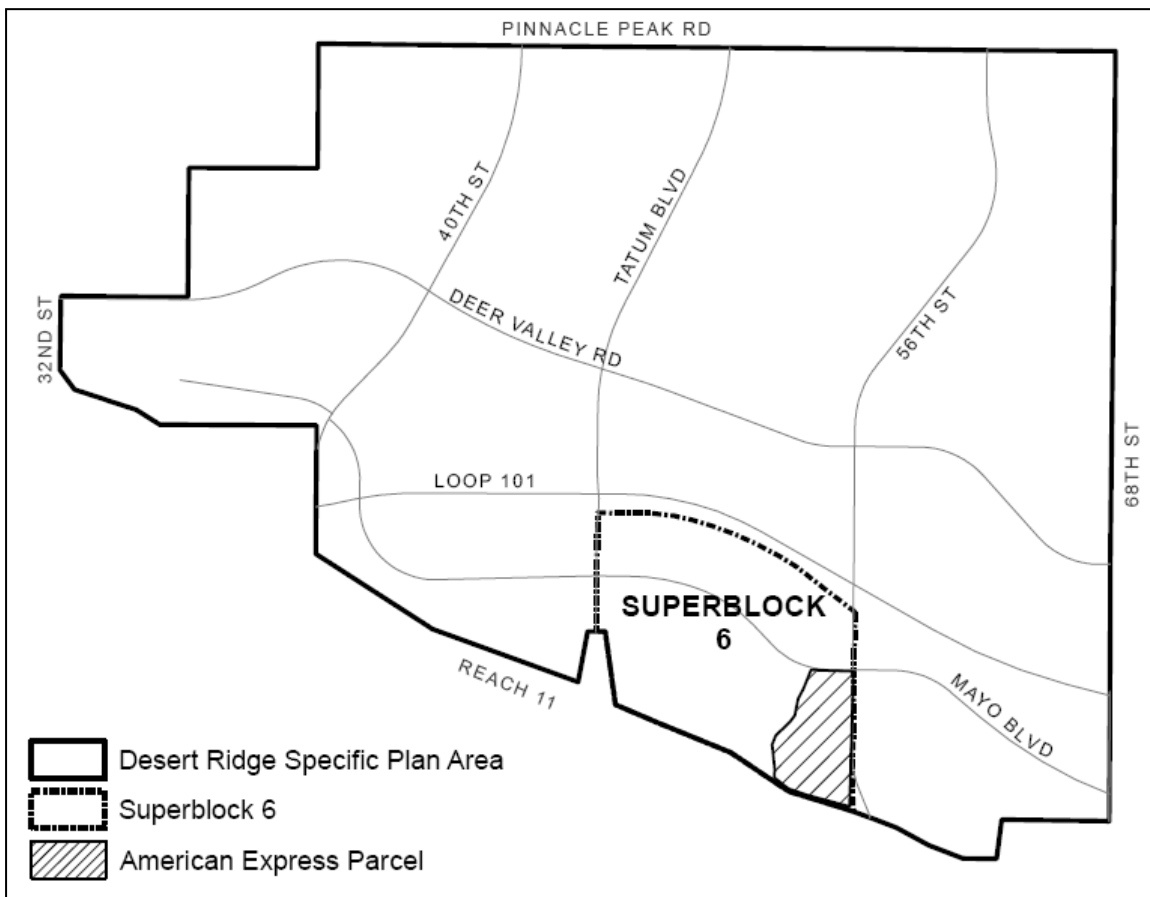 PINNACLE PEAK RD
40TH ST
TATUM BLVD
56TH ST
DEER VALLEY RD
32ND ST
68TH ST
LOOP 101
SUPERBLOCK
6
REACH 11
MAYO BLVD
Desert Ridge Specific Plan Area
Superblock 6
American Express Parcel